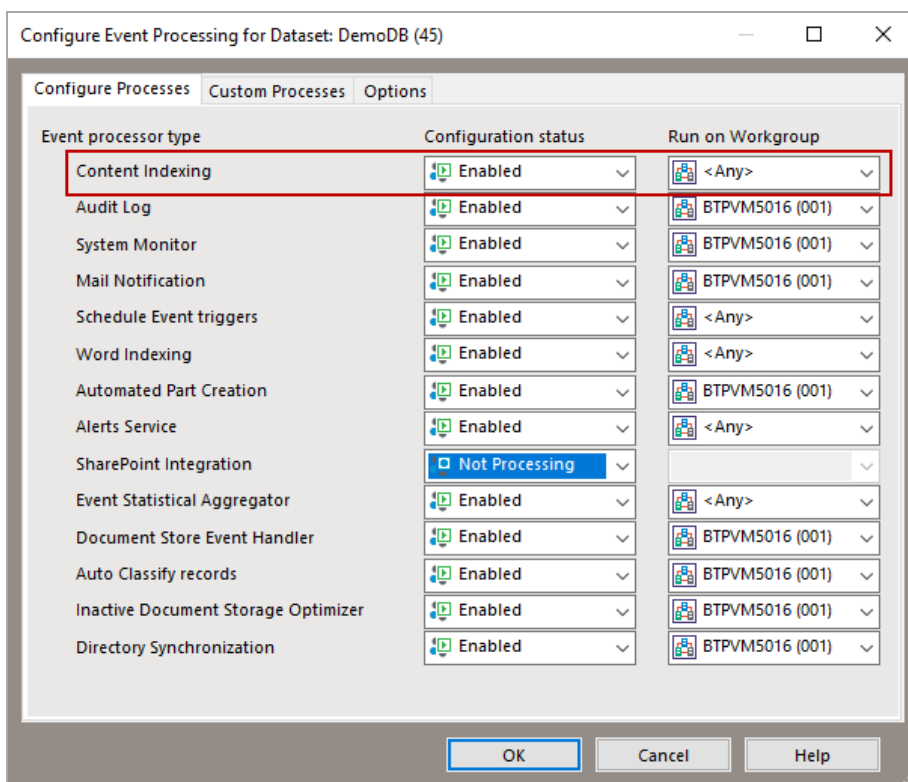 Configure Event Processing for Dataset: DemoDB (45)
Configure Processes Custom Processes Options
Event processor type Configuration status Run on Workgroup
Content Indexing Enabled <Any>
Audit Log Enabled BTPVM5016 (001)
System Monitor Enabled BTPVM5016 (001)
Mail Notification Enabled BTPVM5016 (001)
Schedule Event triggers Enabled <Any>
Word Indexing Enabled <Any>
Automated Part Creation Enabled BTPVM5016 (001)
Alerts Service Enabled <Any>
SharePoint Integration Not Processing
Event Statistical Aggregator Enabled <Any>
Document Store Event Handler Enabled BTPVM5016 (001)
Auto Classify records Enabled BTPVM5016 (001)
Inactive Document Storage Optimizer Enabled BTPVM5016 (001)
Directory Synchronization Enabled BTPVM5016 (001)
OK Cancel Help